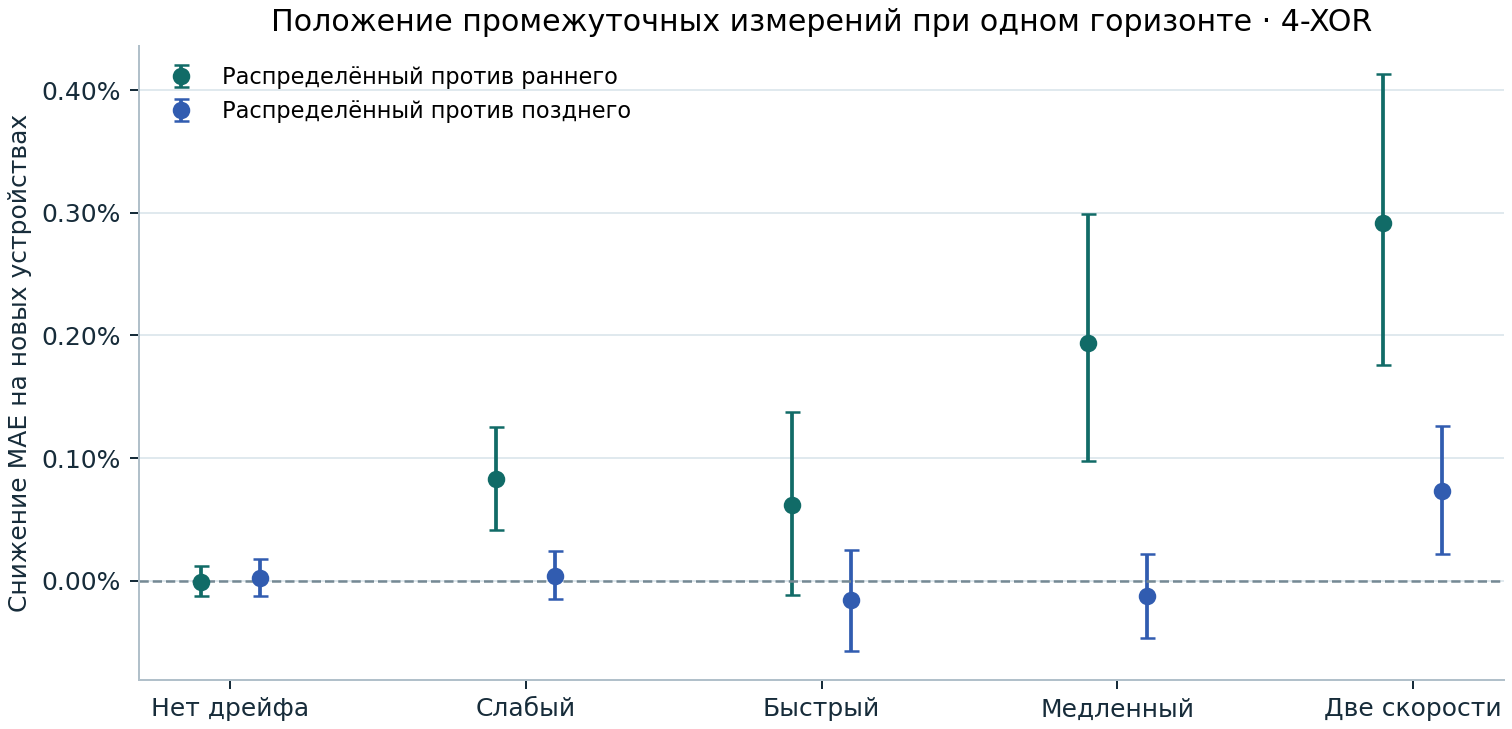 Положение промежуточных измерений при одном горизонте · 4-XOR
Распределённый против раннего
Распределённый против позднего
Снижение MAE на новых устройствах
0.40%
0.30%
0.20%
0.10%
0.00%
Нет дрейфа
Слабый
Быстрый
Медленный
Две скорости